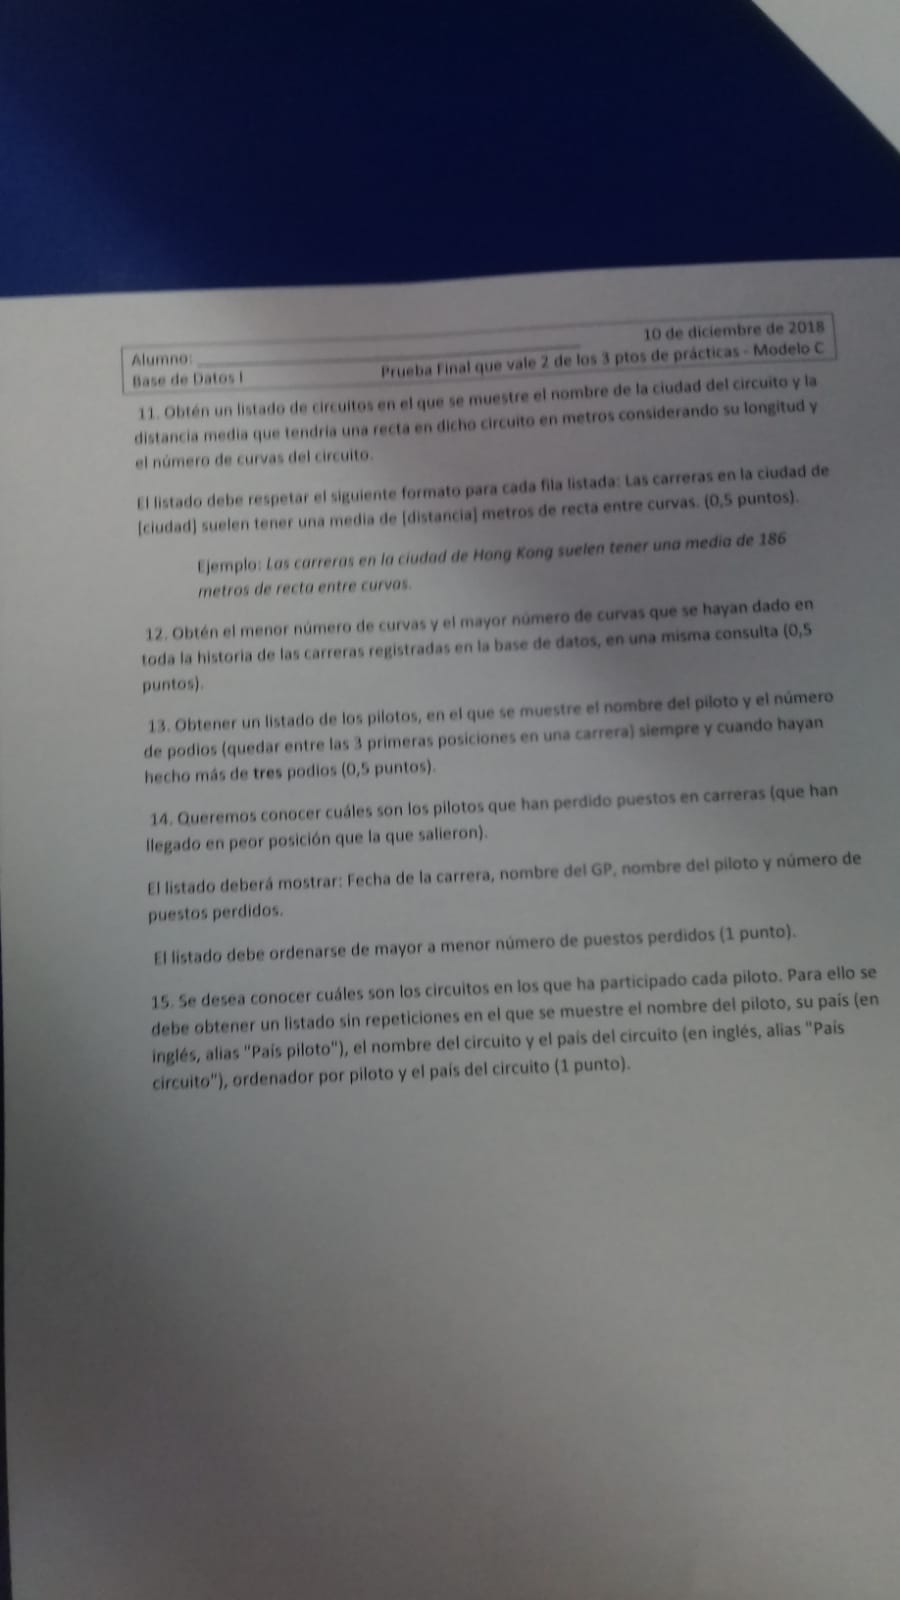 10 de diciembre de 2018
Alumno:
Base de Datos I Prueba Final que vale 2 de los 3 ptos de prácticas - Modelo C
11. Obtén un listado de circuitos en el que se muestre el nombre de la ciudad del circuito y la
distancia media que tendría una recta en dicho circuito en metros considerando su longitud y
el número de curvas del circuito.
El listado debe respetar el siguiente formato para cada fila listada: Las carreras en la ciudad de
[ciudad] suelen tener una media de [distancia] metros de recta entre curvas. (0,5 puntos).
Ejemplo: Las carreras en la ciudad de Hong Kong suelen tener una media de 186
metros de recta entre curvas.
12. Obtén el menor número de curvas y el mayor número de curvas que se hayan dado en
toda la historia de las carreras registradas en la base de datos, en una misma consulta (0,5
puntos).
13. Obtener un listado de los pilotos, en el que se muestre el nombre del piloto y el número
de podios (quedar entre las 3 primeras posiciones en una carrera) siempre y cuando hayan
hecho más de tres podios (0,5 puntos).
14. Queremos conocer cuáles son los pilotos que han perdido puestos en carreras (que han
llegado en peor posición que la que salieron).
El listado deberá mostrar: Fecha de la carrera, nombre del GP, nombre del piloto y número de
puestos perdidos.
El listado debe ordenarse de mayor a menor número de puestos perdidos (1 punto).
15. Se desea conocer cuáles son los circuitos en los que ha participado cada piloto. Para ello se
debe obtener un listado sin repeticiones en el que se muestre el nombre del piloto, su país (en
inglés, alias "País piloto"), el nombre del circuito y el país del circuito (en inglés, alias "País
circuito"), ordenador por piloto y el país del circuito (1 punto).